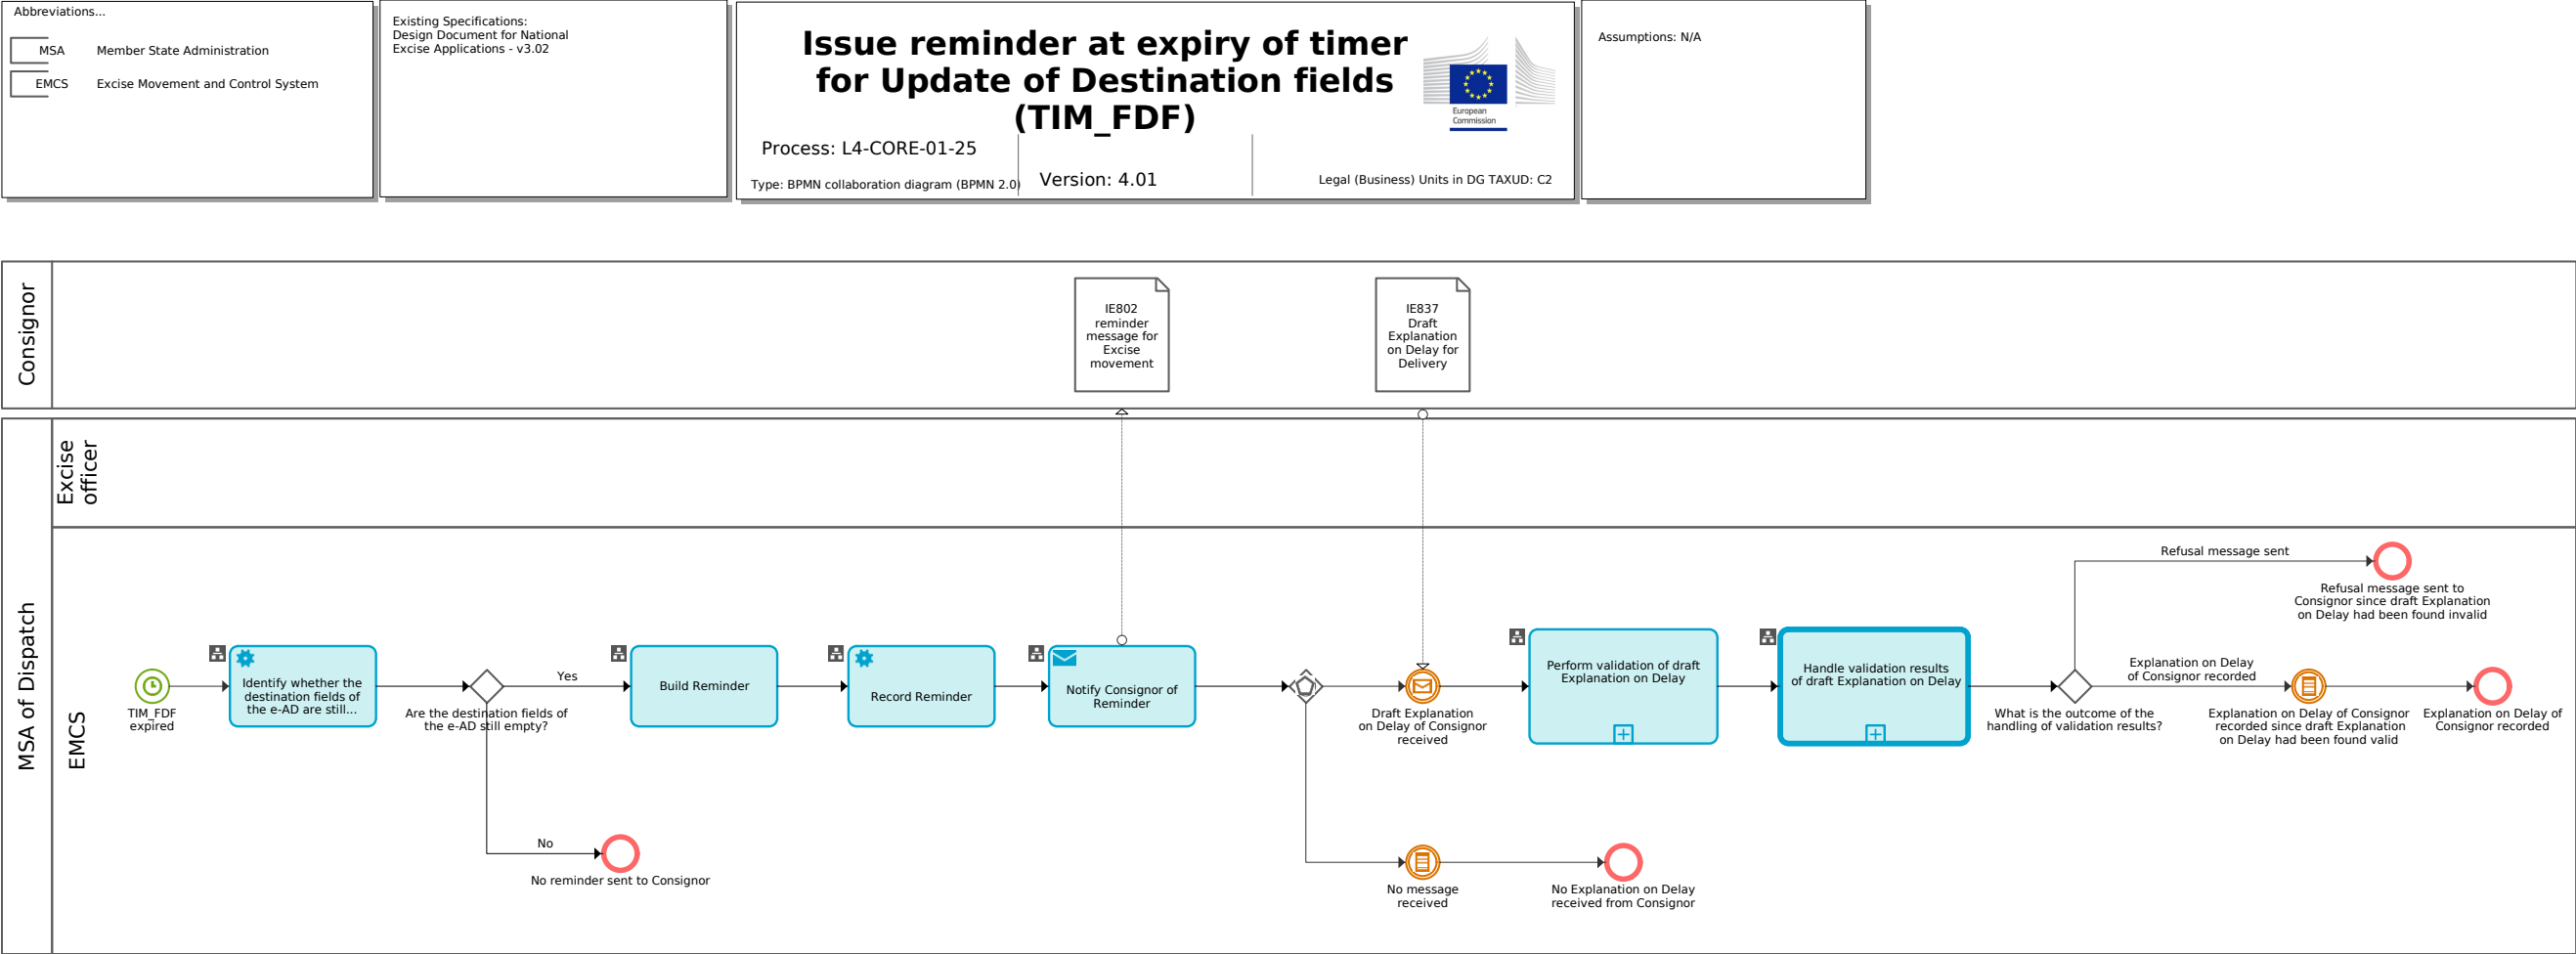 Abbreviations...
MSA
Member State Administration
EMCS
Excise Movement and Control System
Existing Specifications:
Design Document for National
Excise Applications - v3.02
Issue reminder at expiry of timer
for Update of Destination fields
(TIM_FDF)
European
Commission
Process: L4-CORE-01-25
Type: BPMN collaboration diagram (BPMN 2.0)
Version: 4.01
Legal (Business) Units in DG TAXUD: C2
Assumptions: N/A
Consignor
IE802
reminder
message for
Excise
movement
IE837
Draft
Explanation
on Delay for
Delivery
MSA of Dispatch
Excise
officer
EMCS
TIM_FDF
expired
Identify whether the
destination fields of
the e-AD are still...
Are the destination fields of
the e-AD still empty?
Yes
No
No reminder sent to Consignor
Build Reminder
Record Reminder
Notify Consignor of
Reminder
Draft Explanation
on Delay of Consignor
received
No message
received
No Explanation on Delay
received from Consignor
Perform validation of draft
Explanation on Delay
Handle validation results
of draft Explanation on Delay
What is the outcome of the
handling of validation results?
Refusal message sent
Refusal message sent to
Consignor since draft Explanation
on Delay had been found invalid
Explanation on Delay
of Consignor recorded
Explanation on Delay of Consignor
recorded since draft Explanation
on Delay had been found valid
Explanation on Delay of
Consignor recorded